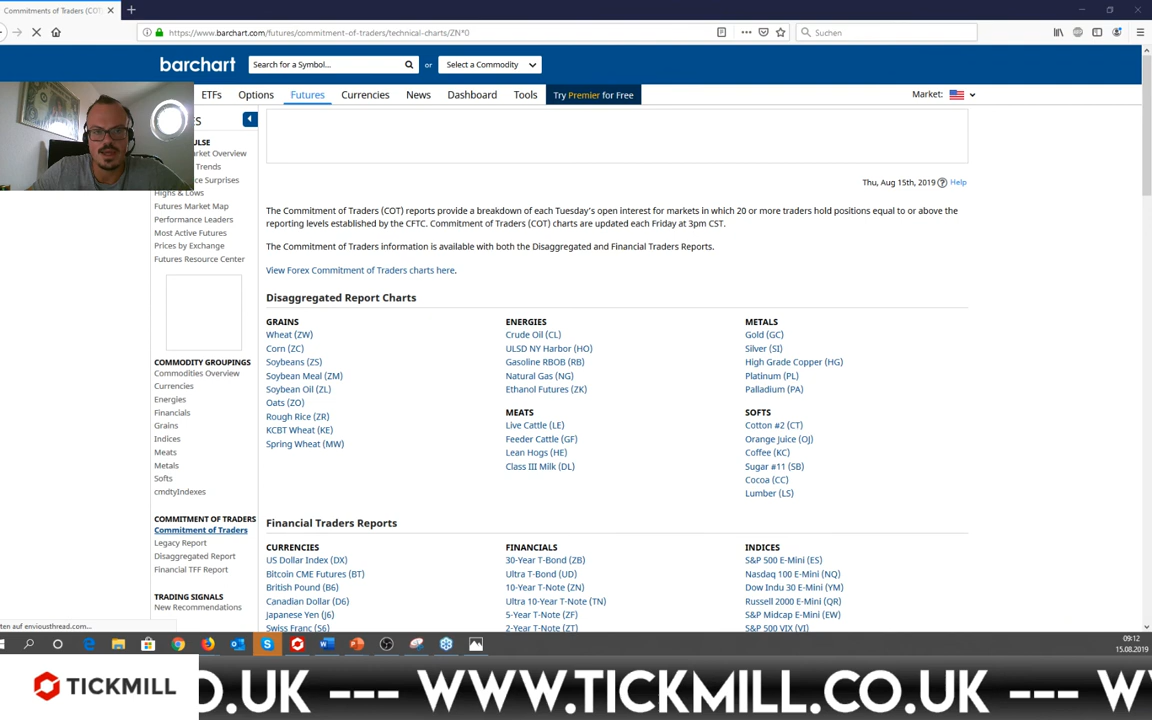 Commitments of Traders (COT
https://www.barchart.com/futures/commitment-of-traders/technical-charts/ZN*0
Suchen
barchart
Search for a Symbol...
or
Select a Commodity
ETFs
Options
Futures
Currencies
News
Dashboard
Tools
Try Premier for Free
Market:
Thu, Aug 15th, 2019
Help
Trends
Highs & Lows
Futures Market Map
Performance Leaders
Most Active Futures
Prices by Exchange
Futures Resource Center
COMMODITY GROUPINGS
Commodities Overview
Currencies
Energies
Financials
Grains
Indices
Meats
Metals
Softs
cmdtyIndexes
COMMITMENT OF TRADERS
Commitment of Traders
Legacy Report
Disaggregated Report
Financial TFF Report
TRADING SIGNALS
New Recommendations
The Commitment of Traders (COT) reports provide a breakdown of each Tuesday's open interest for markets in which 20 or more traders hold positions equal to or above the
reporting levels established by the CFTC. Commitment of Traders (COT) charts are updated each Friday at 3pm CST.
The Commitment of Traders information is available with both the Disaggregated and Financial Traders Reports.
View Forex Commitment of Traders charts here.
Disaggregated Report Charts
GRAINS
Wheat (ZW)
Corn (ZC)
Soybeans (ZS)
Soybean Meal (ZM)
Soybean Oil (ZL)
Oats (ZO)
Rough Rice (ZR)
KCBT Wheat (KE)
Spring Wheat (MW)
ENERGIES
Crude Oil (CL)
ULSD NY Harbor (HO)
Gasoline RBOB (RB)
Natural Gas (NG)
Ethanol Futures (ZK)
MEATS
Live Cattle (LE)
Feeder Cattle (GF)
Lean Hogs (HE)
Class III Milk (DL)
METALS
Gold (GC)
Silver (SI)
High Grade Copper (HG)
Platinum (PL)
Palladium (PA)
SOFTS
Cotton #2 (CT)
Orange Juice (OJ)
Coffee (KC)
Sugar #11 (SB)
Cocoa (CC)
Lumber (LS)
Financial Traders Reports
CURRENCIES
US Dollar Index (DX)
Bitcoin CME Futures (BT)
British Pound (B6)
Canadian Dollar (D6)
Japanese Yen (J6)
Swiss Franc (S6)
FINANCIALS
30-Year T-Bond (ZB)
Ultra T-Bond (UD)
10-Year T-Note (ZN)
Ultra 10-Year T-Note (TN)
5-Year T-Note (ZF)
2-Year T-Note (ZT)
INDICES
S&P 500 E-Mini (ES)
Nasdaq 100 E-Mini (NQ)
Dow Indu 30 E-Mini (YM)
Russell 2000 E-Mini (QR)
S&P Midcap E-Mini (EW)
S&P 500 VIX (VI)
ten auf enviousthread.com...
09:12
15.08.2019
TICKMILL
O.UK --- WWW.TICKMILL.CO.UK --- W